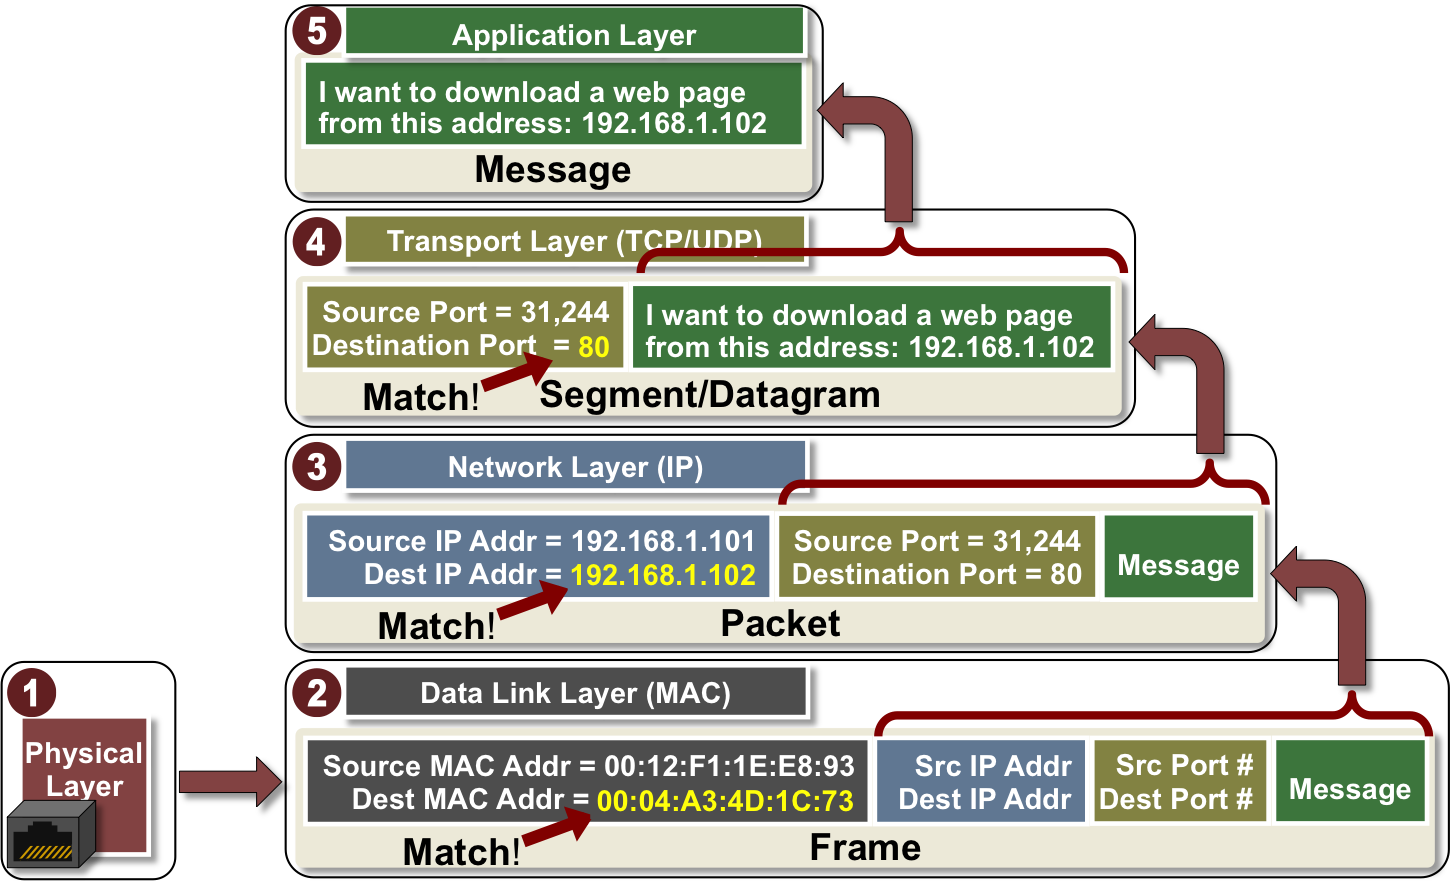 5
Application Layer
I want to download a web page
from this address: 192.168.1.102
Message
4
Transport Layer (TCP/UDP)
Source Port = 31,244
Destination Port = 80
I want to download a web page
from this address: 192.168.1.102
Match!
Segment/Datagram
3
Network Layer (IP)
Source IP Addr = 192.168.1.101
Dest IP Addr = 192.168.1.102
Source Port = 31,244
Destination Port = 80
Message
Match!
Packet
1
Physical
Layer
2
Data Link Layer (MAC)
Source MAC Addr = 00:12:F1:1E:E8:93
Dest MAC Addr = 00:04:A3:4D:1C:73
Src IP Addr
Dest IP Addr
Src Port #
Dest Port #
Message
Match!
Frame